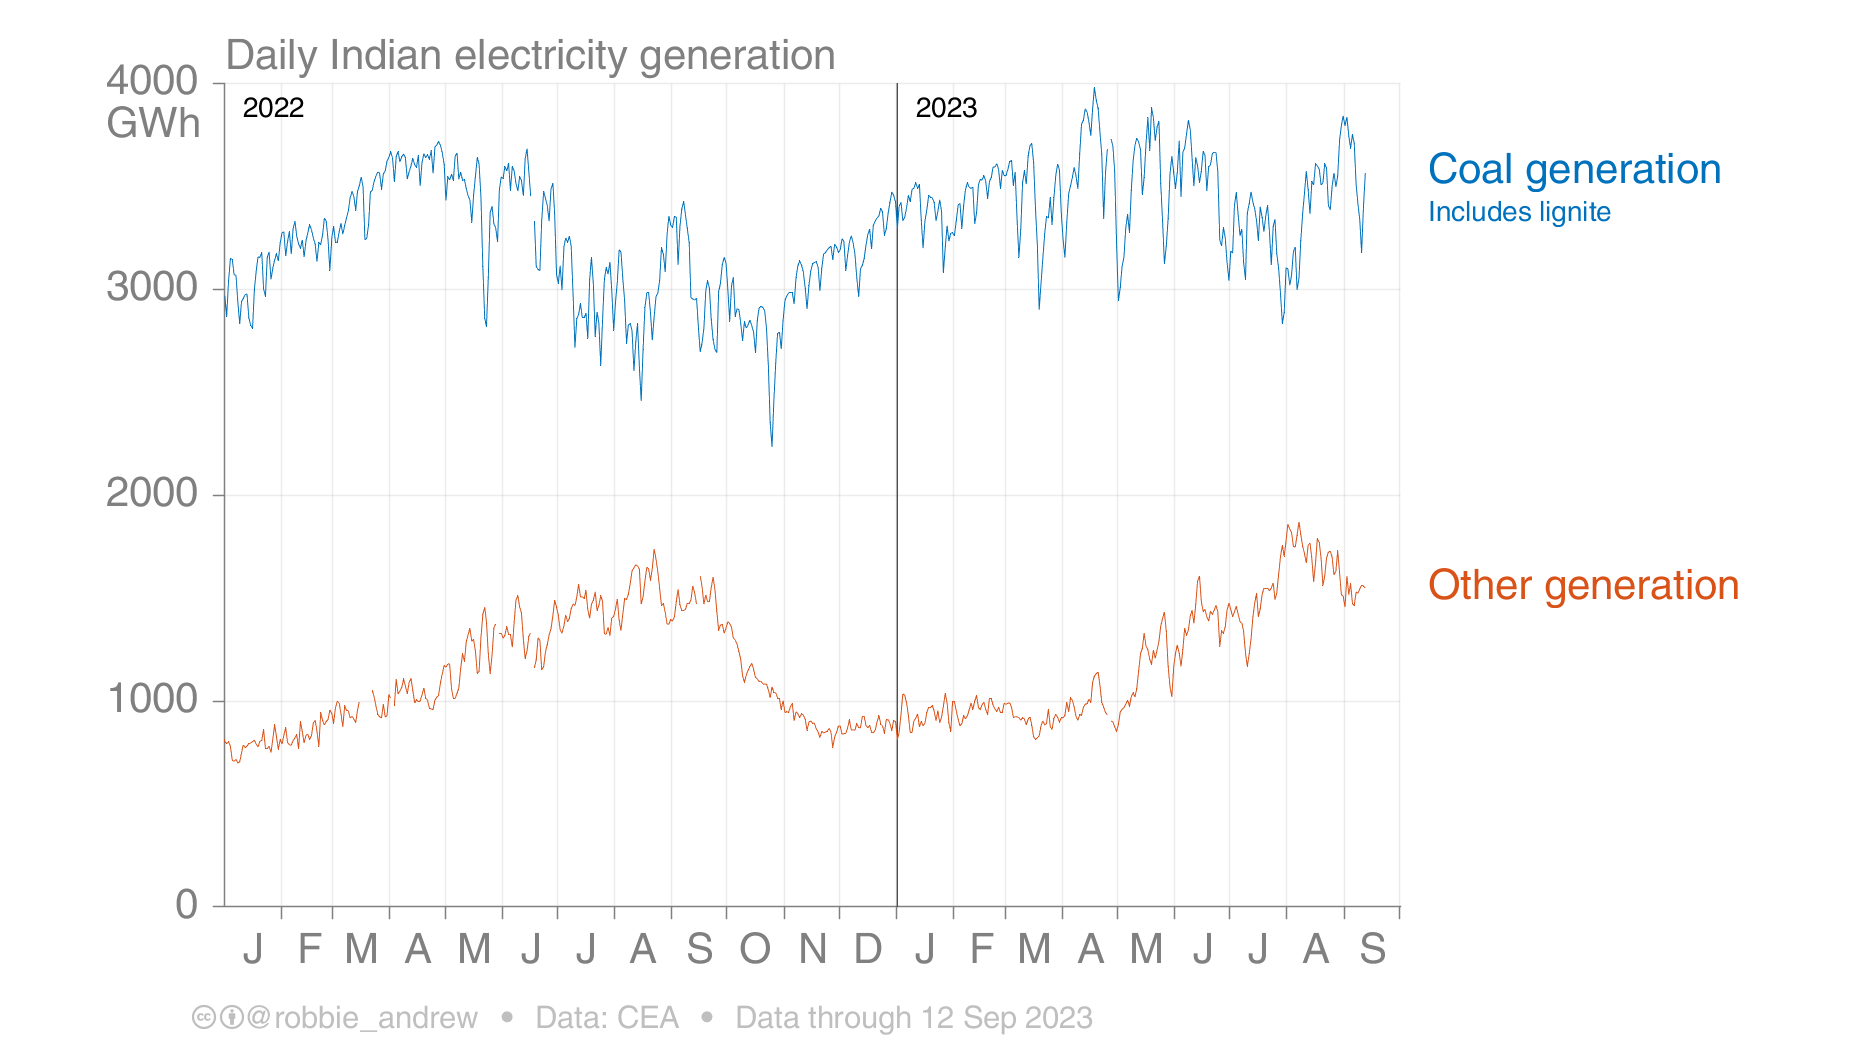 Daily Indian electricity generation
4000
GWh
2022
2023
Coal generation
Includes lignite
3000
2000
Other generation
1000
0
J F M A M J J A S O N D J F M A M J J A S
cc @robbie_andrew • Data: CEA • Data through 12 Sep 2023